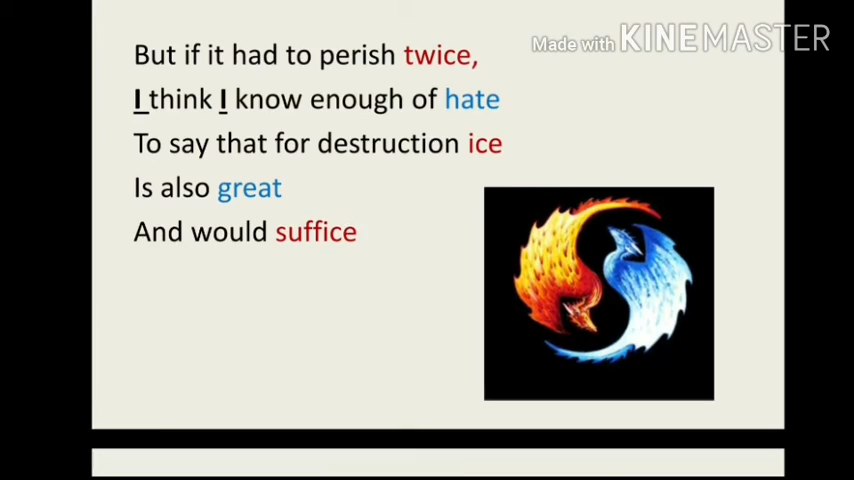 Made with KINEMASTER
But if it had to perish twice,
I think I know enough of hate
To say that for destruction ice
Is also great
And would suffice